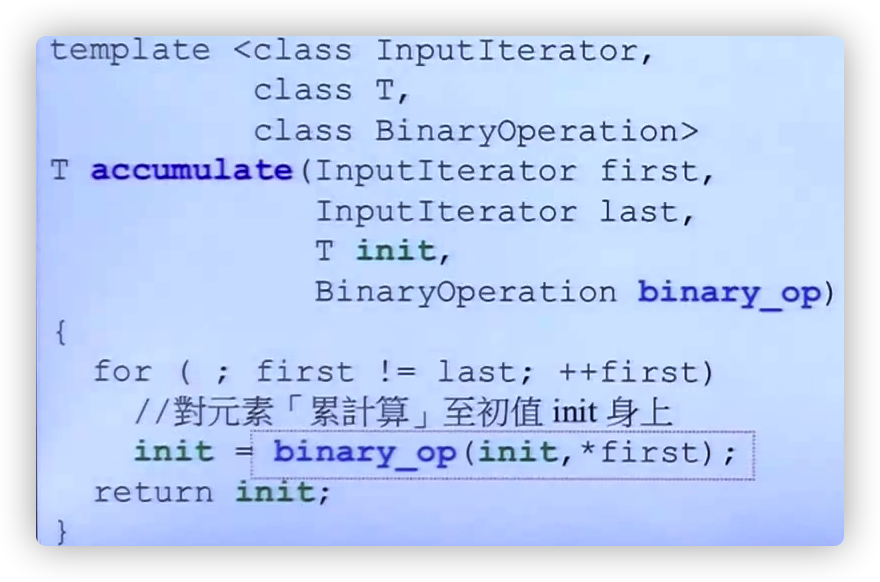 template <class InputIterator,
class T,
class BinaryOperation>
T accumulate(InputIterator first,
InputIterator last,
T init,
BinaryOperation binary_op)
{
for ( ; first != last; ++first)
//對元素「累計算」至初值 init 身上
init = binary_op(init,*first);
return init;
}